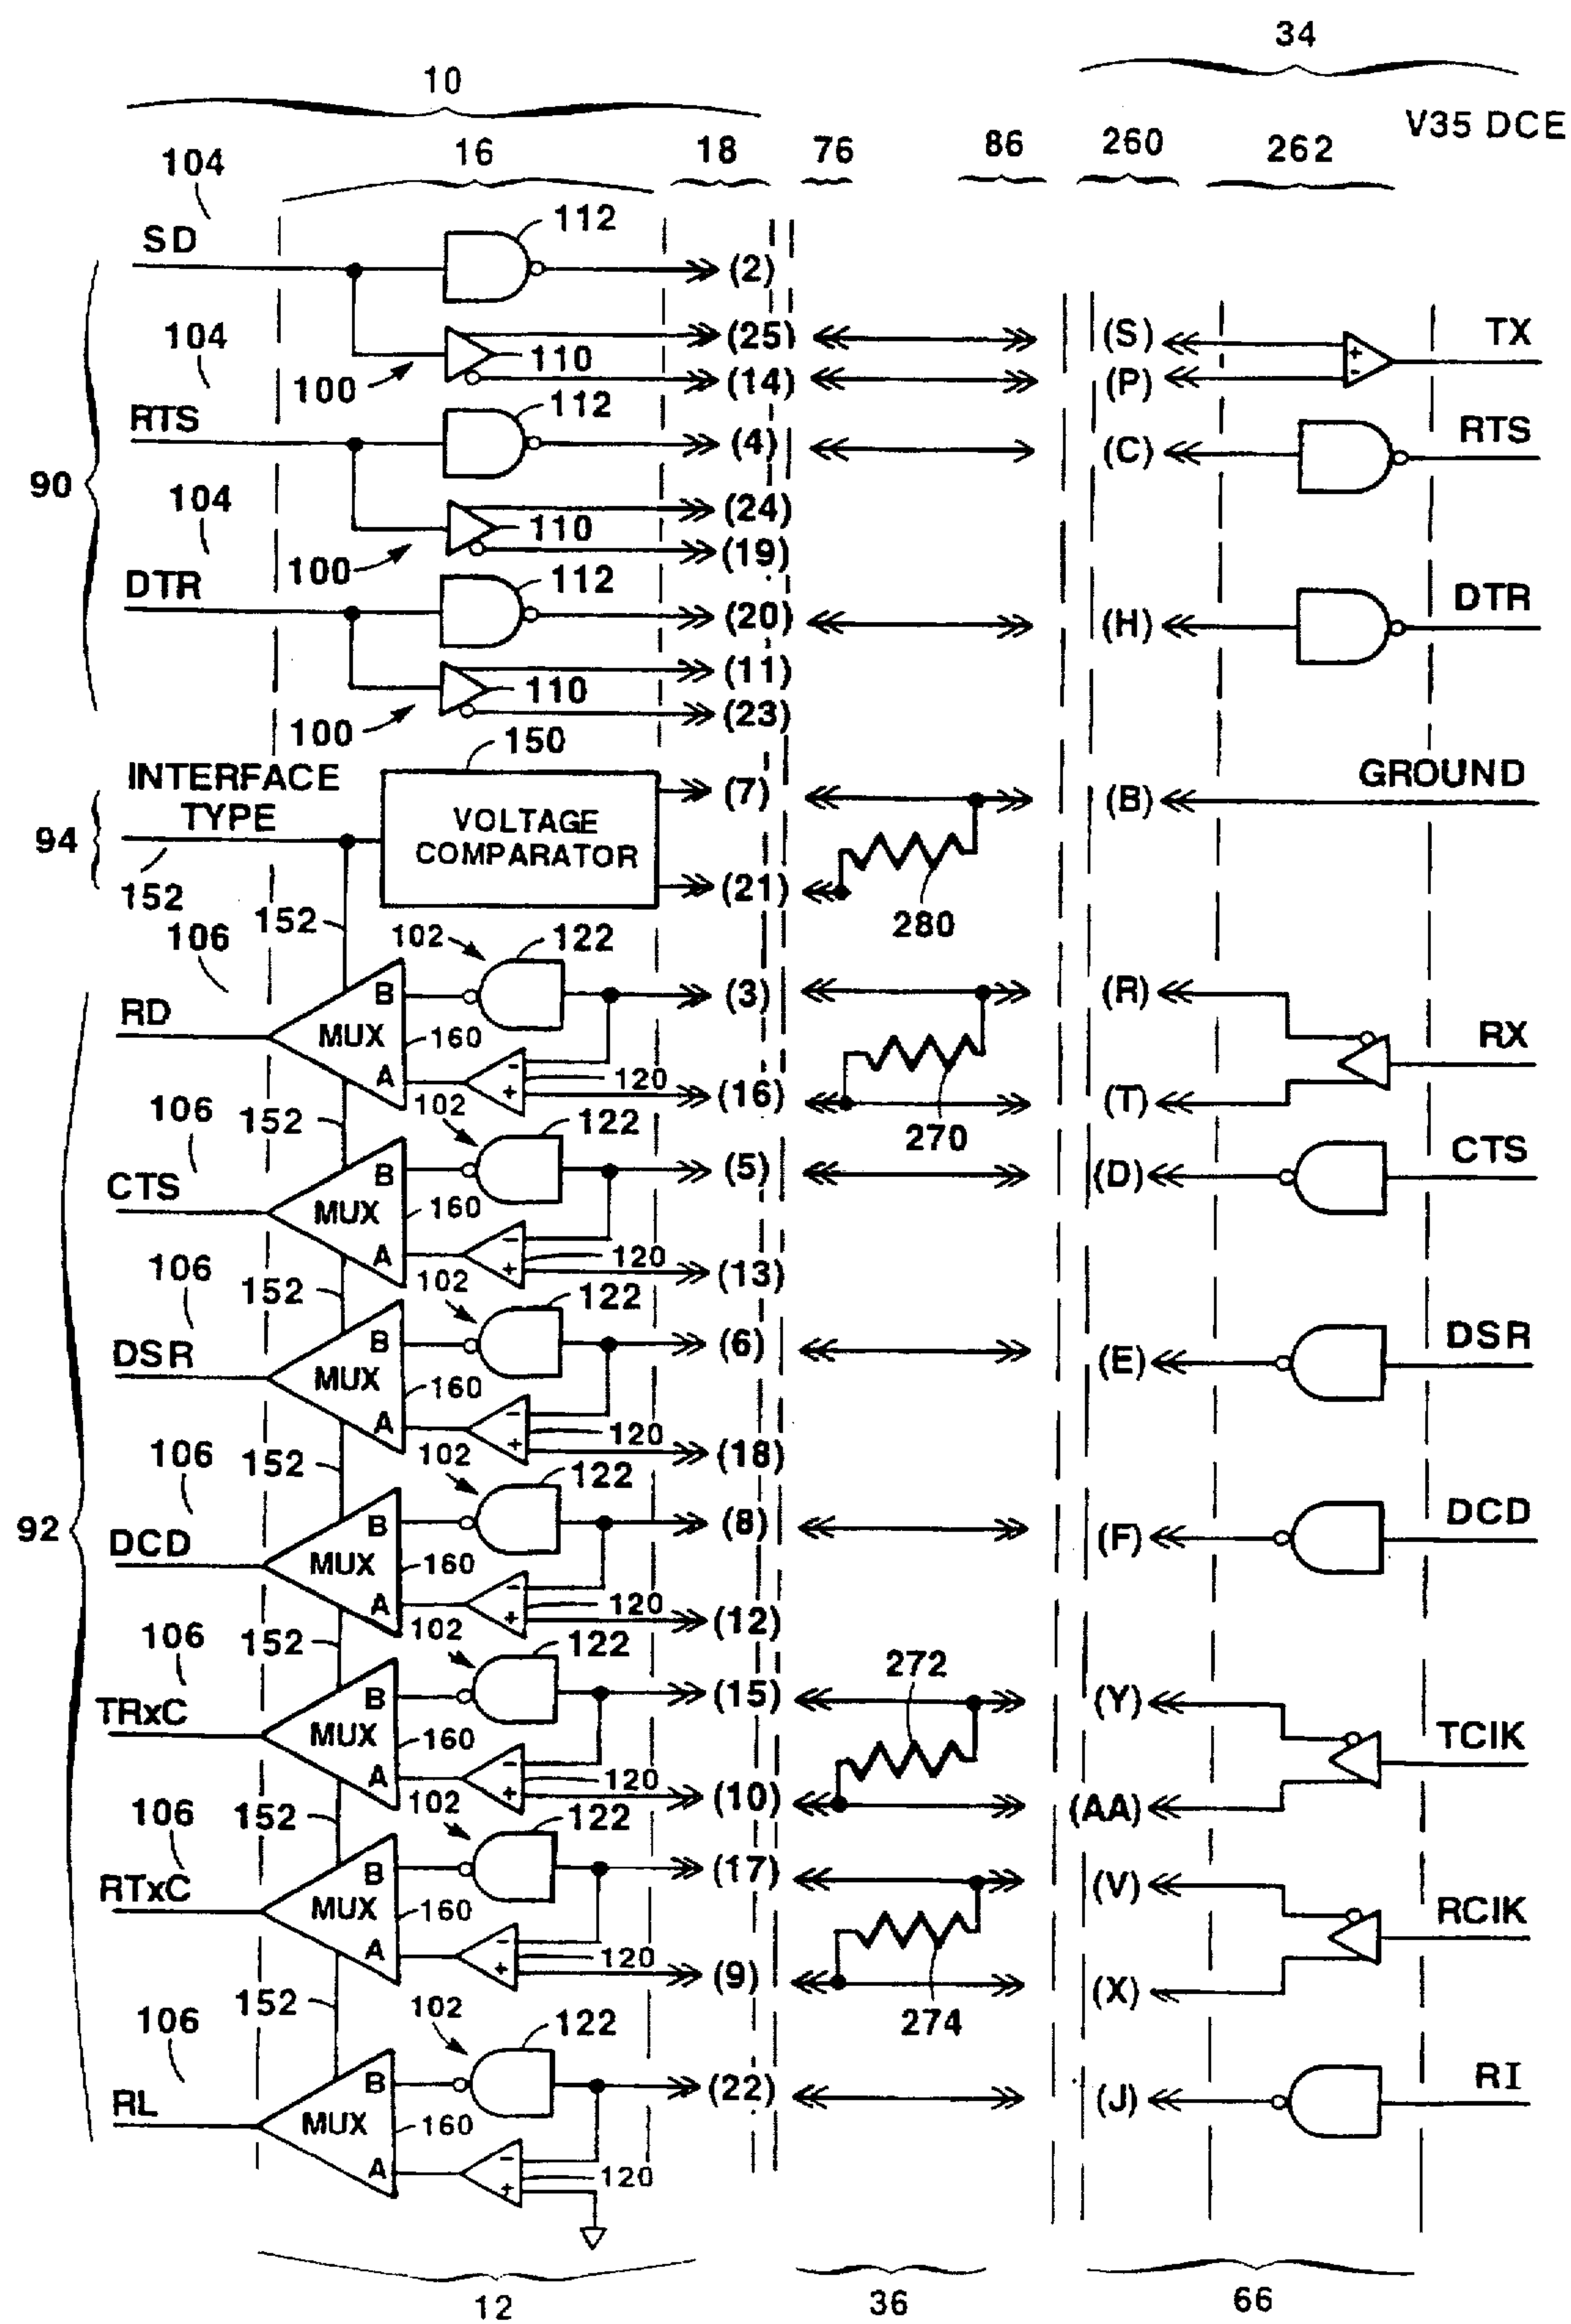 34
10
V35 DCE
104 16 18 76 86 260 262
SD 112 (2)
(25) (S) + TX
104 110 (14) (P) -
100 112
RTS (4) (C) RTS
90 104 (24)
110
100 (19)
DTR 112 (20) (H) DTR
(11)
110
100 (23)
150
INTERFACE (7) (B) GROUND
TYPE VOLTAGE
94 COMPARATOR
152 (21) 280
106 152 102 122
RD B (3) (R) RX
MUX 160 -
A + 120 (16) (T)
270
106 152 102 122
CTS B (5) (D) CTS
MUX 160 -
A + 120 (13)
106 152 102 122
DSR B (6) (E) DSR
MUX 160 -
A + 120 (18)
106 152 102 122
92 DCD B (8) (F) DCD
MUX 160 -
A + 120 (12)
106 152 102 122 272
TRxC B (15) (Y) TCIK
MUX 160 -
A + 120 (10) (AA)
106 152 102 122
RTxC B (17) (V) RCIK
MUX 160 -
A + 120 (9) (X)
274
106 152 102 122
RL B (22) (J) RI
MUX 160 -
A + 120
12 36 66